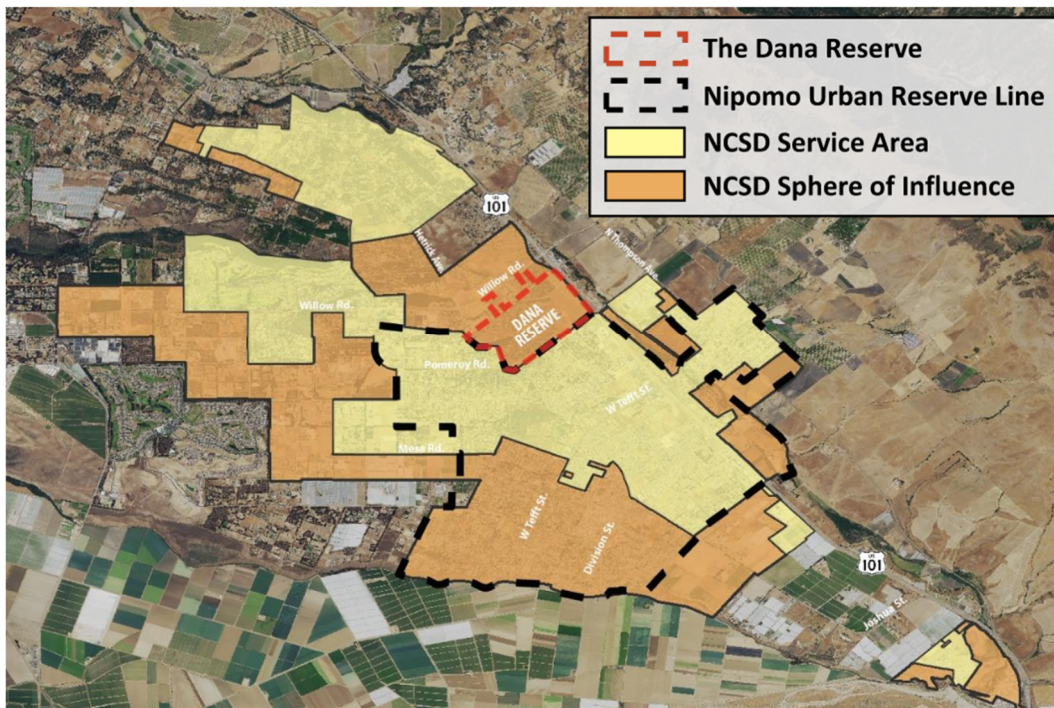 The Dana Reserve
Nipomo Urban Reserve Line
NCSD Service Area
NCSD Sphere of Influence
US
101
Hetrick Ave.
N Thompson Ave.
Willow Rd.
Willow Rd.
DANA
RESERVE
Pomeroy Rd.
W Tefft St.
Mesa Rd.
W Tefft St.
Division St.
US
101
Joshua St.